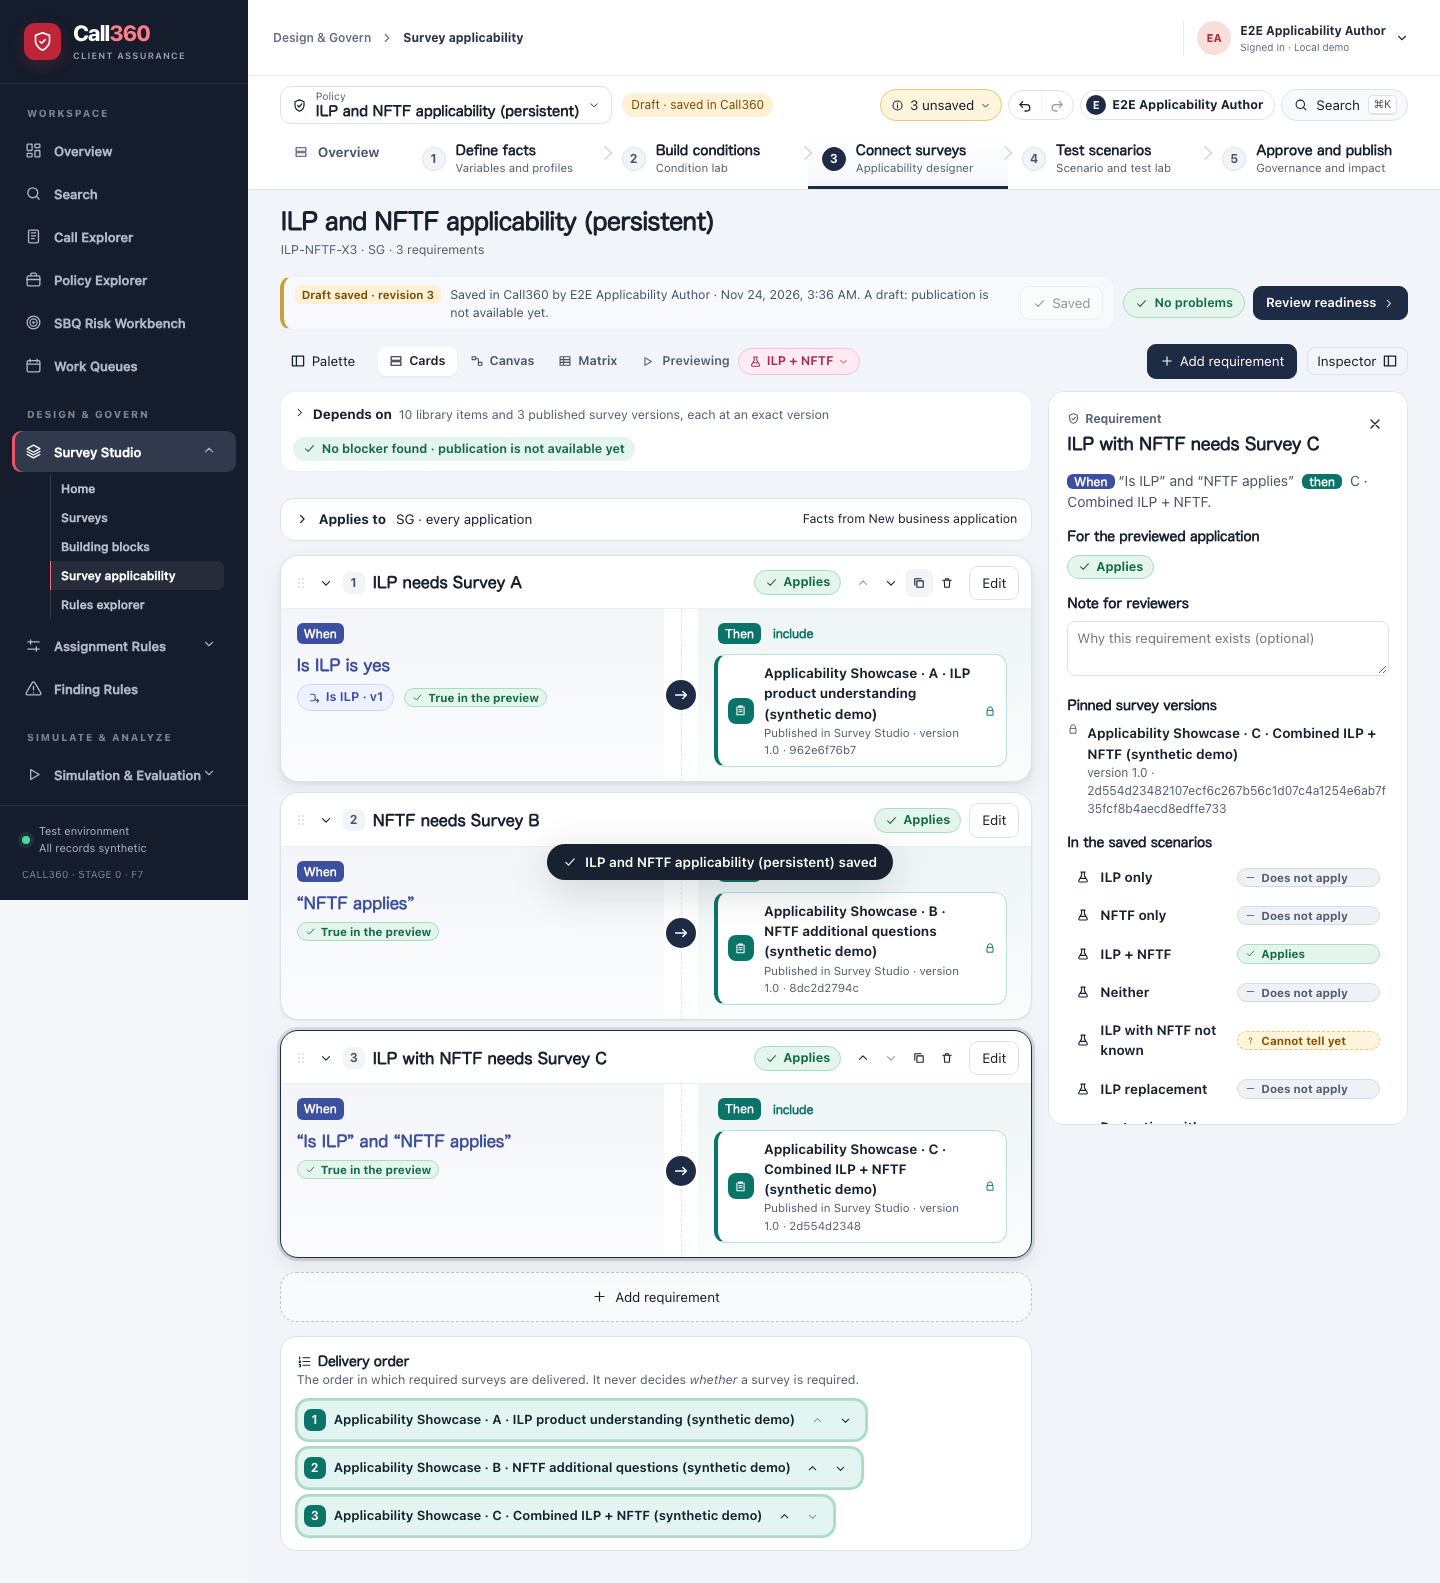 Call360
CLIENT ASSURANCE
WORKSPACE
Overview
Search
Call Explorer
Policy Explorer
SBQ Risk Workbench
Work Queues
DESIGN & GOVERN
Survey Studio
Home
Surveys
Building blocks
Survey applicability
Rules explorer
Assignment Rules
Finding Rules
SIMULATE & ANALYZE
Simulation & Evaluation
Test environment
All records synthetic
CALL360 · STAGE 0 · F7
Design & Govern
Survey applicability
EA
E2E Applicability Author
Signed in · Local demo
Policy
ILP and NFTF applicability (persistent)
Draft · saved in Call360
3 unsaved
E
E2E Applicability Author
Search
⌘K
Overview
1
Define facts
Variables and profiles
2
Build conditions
Condition lab
3
Connect surveys
Applicability designer
4
Test scenarios
Scenario and test lab
5
Approve and publish
Governance and impact
ILP and NFTF applicability (persistent)
ILP-NFTF-X3 · SG · 3 requirements
Draft saved · revision 3
Saved in Call360 by E2E Applicability Author · Nov 24, 2026, 3:36 AM. A draft: publication is
not available yet.
Saved
No problems
Review readiness
Palette
Cards
Canvas
Matrix
Previewing
ILP + NFTF
Add requirement
Inspector
Depends on
10 library items and 3 published survey versions, each at an exact version
No blocker found · publication is not available yet
Applies to
SG · every application
Facts from New business application
1
ILP needs Survey A
Applies
Edit
When
Is ILP is yes
Is ILP · v1
True in the preview
Then
include
Applicability Showcase · A · ILP
product understanding
(synthetic demo)
Published in Survey Studio · version
1.0 · 962e6f76b7
2
NFTF needs Survey B
Applies
Edit
When
“NFTF applies”
True in the preview
ILP and NFTF applicability (persistent) saved
Applicability Showcase · B ·
NFTF additional questions
(synthetic demo)
Published in Survey Studio · version
1.0 · 8dc2d2794c
3
ILP with NFTF needs Survey C
Applies
Edit
When
“Is ILP” and “NFTF applies”
True in the preview
Then
include
Applicability Showcase · C ·
Combined ILP + NFTF
(synthetic demo)
Published in Survey Studio · version
1.0 · 2d554d2348
Add requirement
Delivery order
The order in which required surveys are delivered. It never decides whether a survey is required.
1
Applicability Showcase · A · ILP product understanding (synthetic demo)
2
Applicability Showcase · B · NFTF additional questions (synthetic demo)
3
Applicability Showcase · C · Combined ILP + NFTF (synthetic demo)
Requirement
ILP with NFTF needs Survey C
When “Is ILP” and “NFTF applies” then C ·
Combined ILP + NFTF.
For the previewed application
Applies
Note for reviewers
Why this requirement exists (optional)
Pinned survey versions
Applicability Showcase · C · Combined ILP +
NFTF (synthetic demo)
version 1.0 ·
2d554d23482107ecf6c267b56c1d07c4a1254e6ab7f
35fcf8b4aecd8edffe733
In the saved scenarios
ILP only
Does not apply
NFTF only
Does not apply
ILP + NFTF
Applies
Neither
Does not apply
ILP with NFTF not
known
? Cannot tell yet
ILP replacement
Does not apply